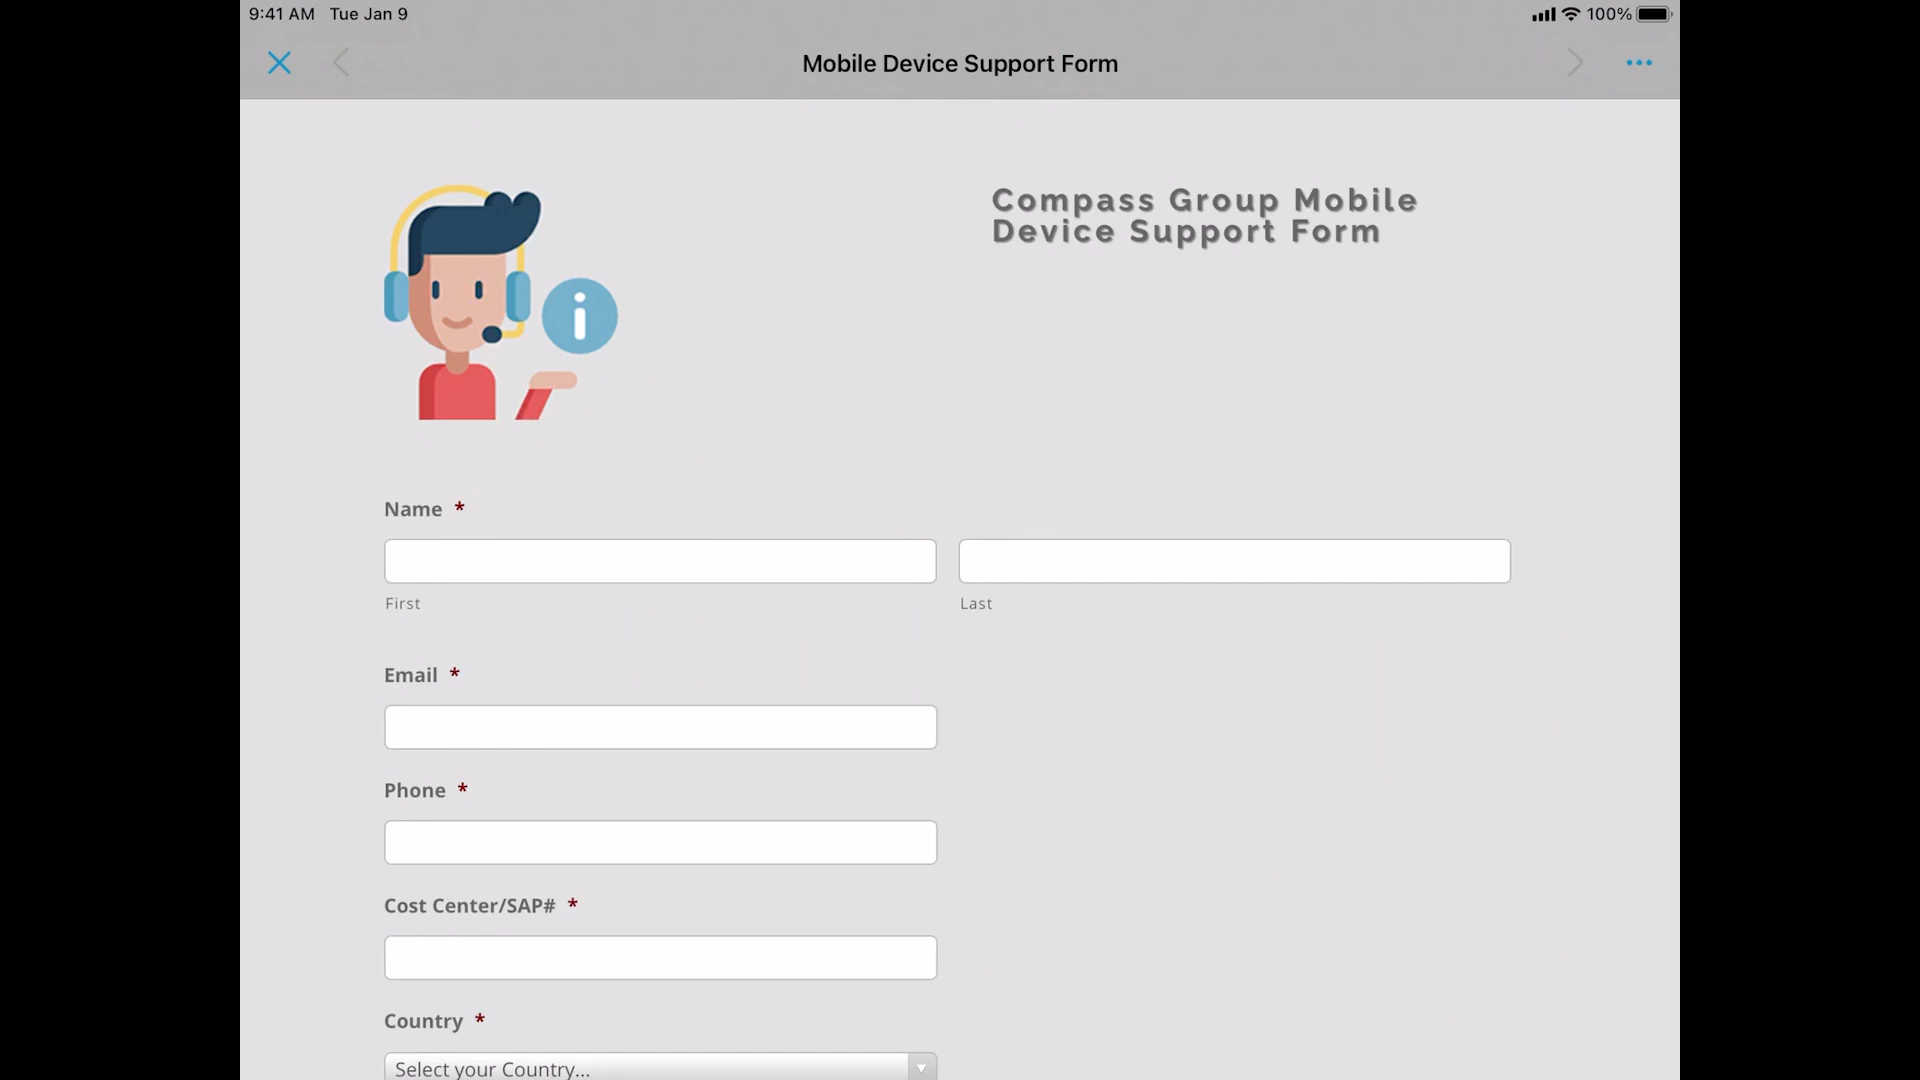 9:41 AM Tue Jan 9
100%
Mobile Device Support Form
Compass Group Mobile
Device Support Form
Name *
First
Last
Email *
Phone *
Cost Center/SAP# *
Country *
Select your Country...